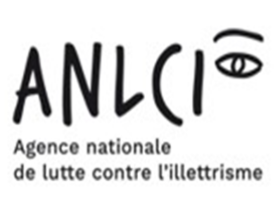 ANLCI
Agence nationale
de lutte contre l'illettrisme